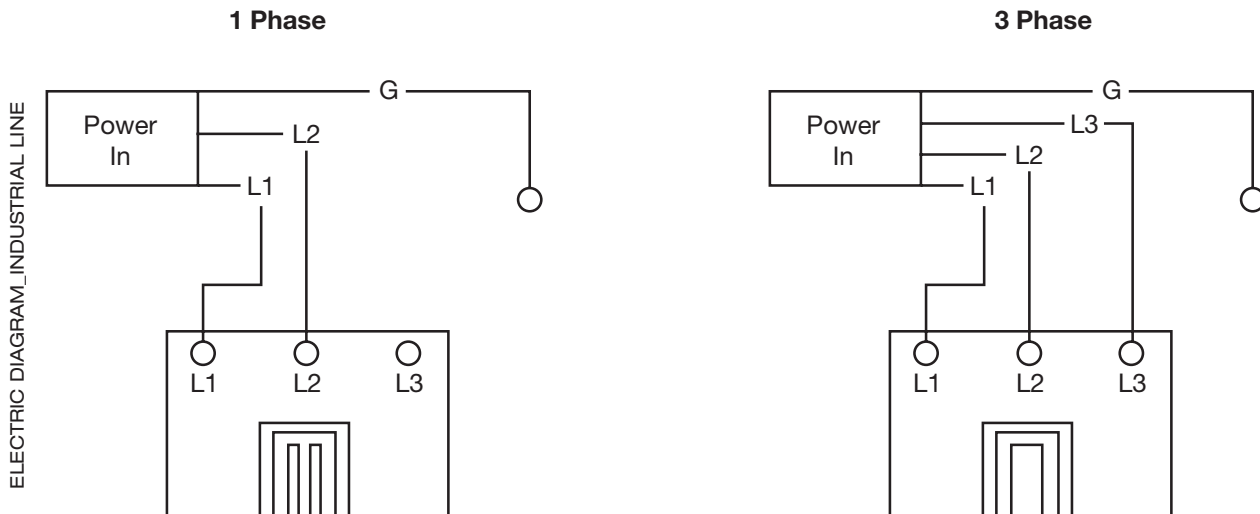 1 Phase
3 Phase
ELECTRIC DIAGRAM_INDUSTRIAL LINE
Power
In
G
L2
L1
L1
L2
L3
Power
In
G
L3
L2
L1
L1
L2
L3